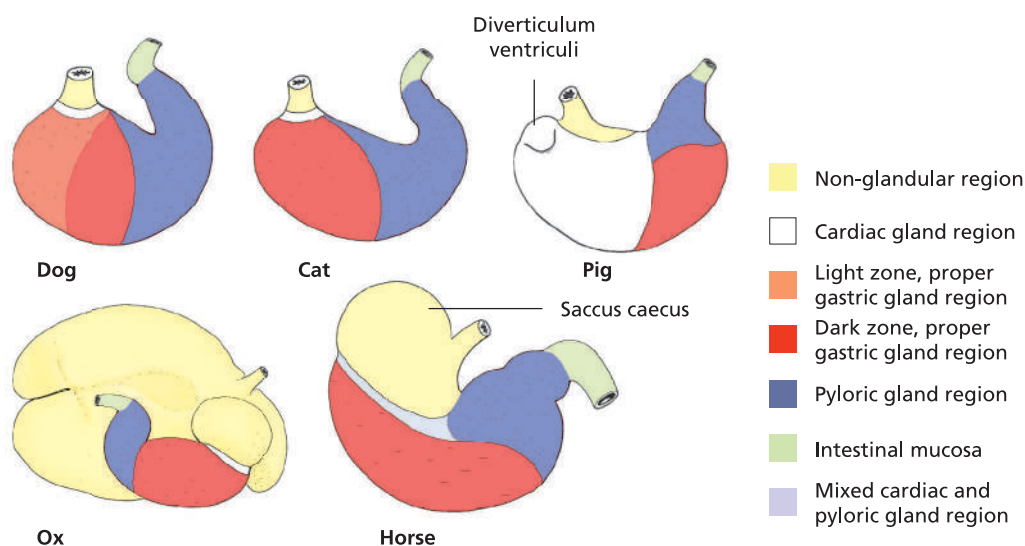 Diverticulum
ventriculi
Dog
Cat
Pig
Saccus caecus
Ox
Horse
Non-glandular region
Cardiac gland region
Light zone, proper
gastric gland region
Dark zone, proper
gastric gland region
Pyloric gland region
Intestinal mucosa
Mixed cardiac and
pyloric gland region